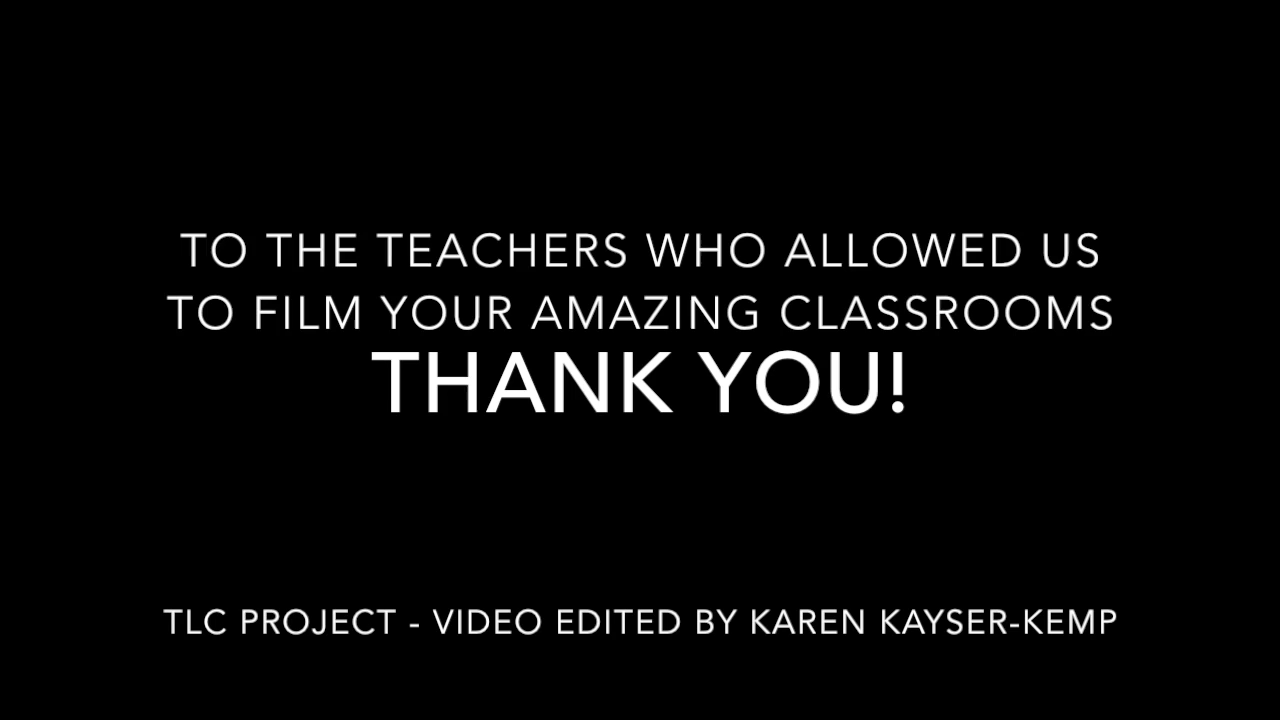 TO THE TEACHERS WHO ALLOWED US
TO FILM YOUR AMAZING CLASSROOMS
THANK YOU!
TLC PROJECT - VIDEO EDITED BY KAREN KAYSER-KEMP